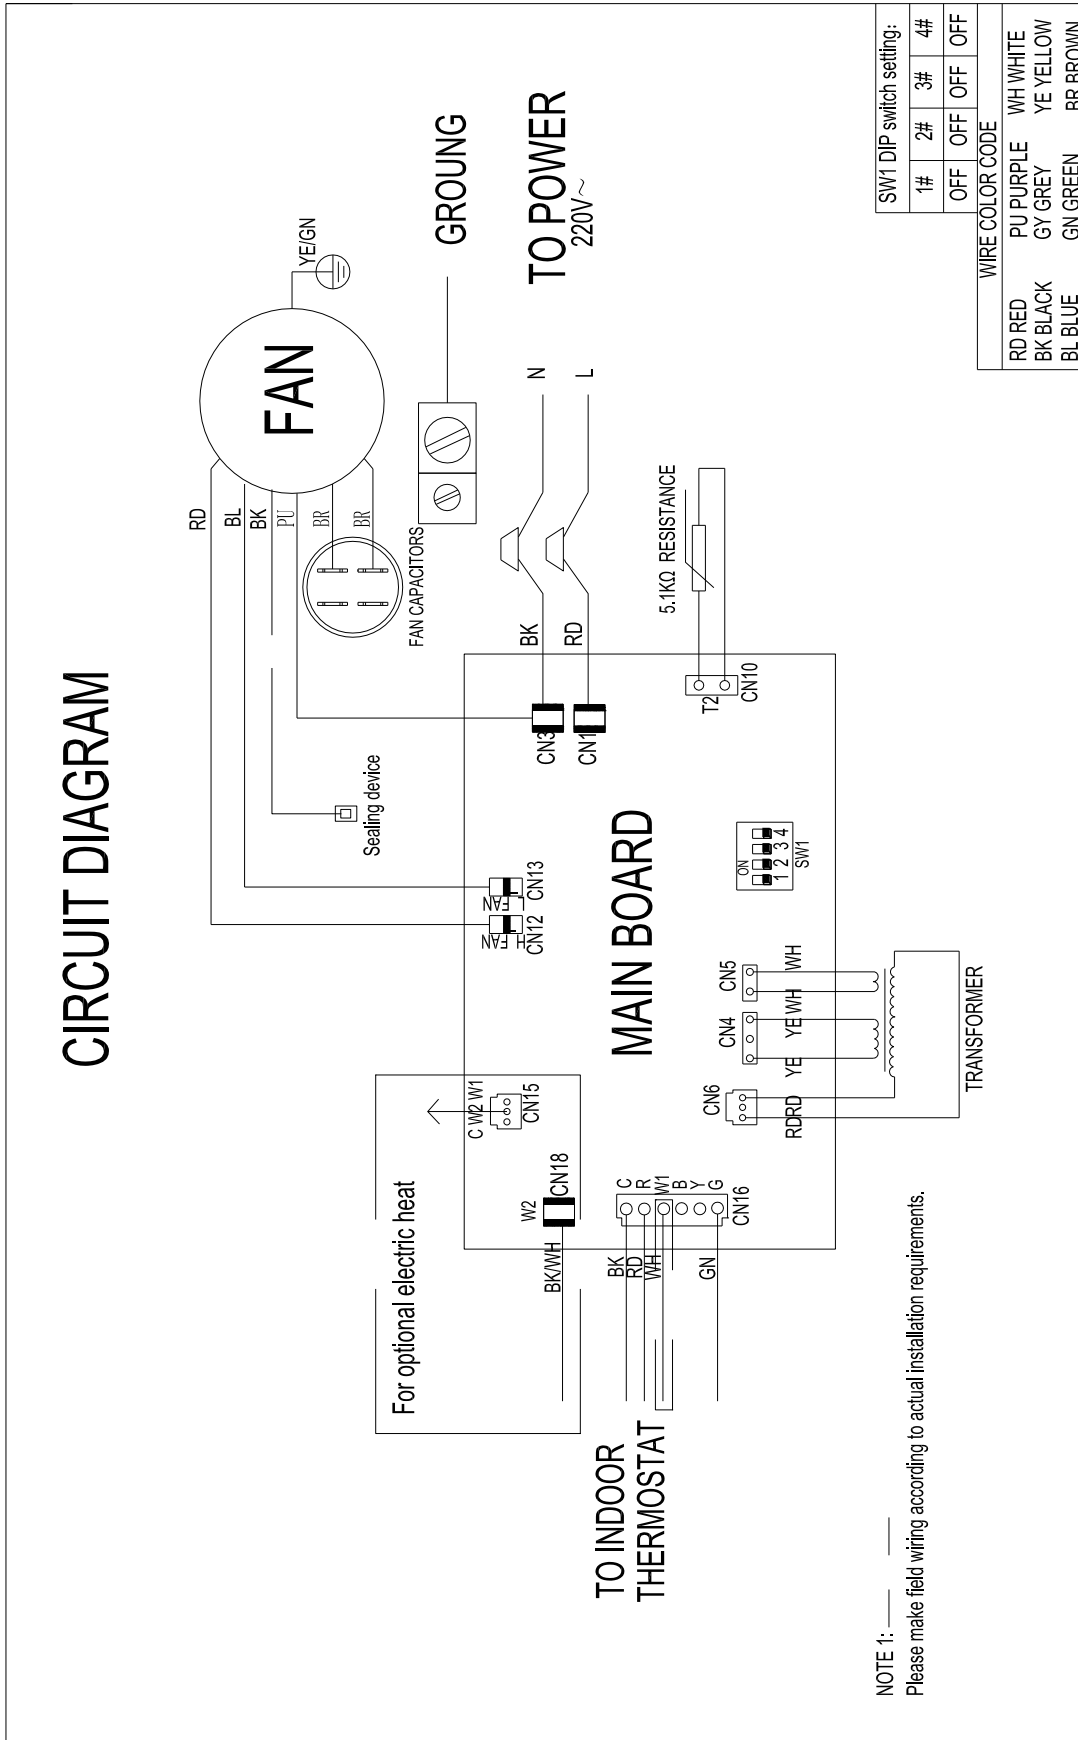 CIRCUIT DIAGRAM
For optional electric heat
C W2 W1
CN15
W2
CN18
BK/WH
TO INDOOR
THERMOSTAT
BK
RD
WH
GN
C
R
W1
B
Y
G
CN16
MAIN BOARD
H FAN
CN12
L FAN
CN13
Sealing device
RD
BL
BK
PU
BR
BR
FAN
YE/GN
FAN CAPACITORS
GROUNG
TO POWER
220V~
N
L
BK
RD
CN3
CN1
5.1KΩ RESISTANCE
T2
CN10
ON
1 2 3 4
SW1
CN6
CN4
CN5
RD
RD
YE
YE
WH
WH
TRANSFORMER
NOTE 1:
Please make field wiring according to actual installation requirements.
SW1 DIP switch setting:
1# 2# 3# 4#
OFF OFF OFF OFF
WIRE COLOR CODE
RD RED PU PURPLE WH WHITE
BK BLACK GY GREY YE YELLOW
BL BLUE GN GREEN BR BROWN